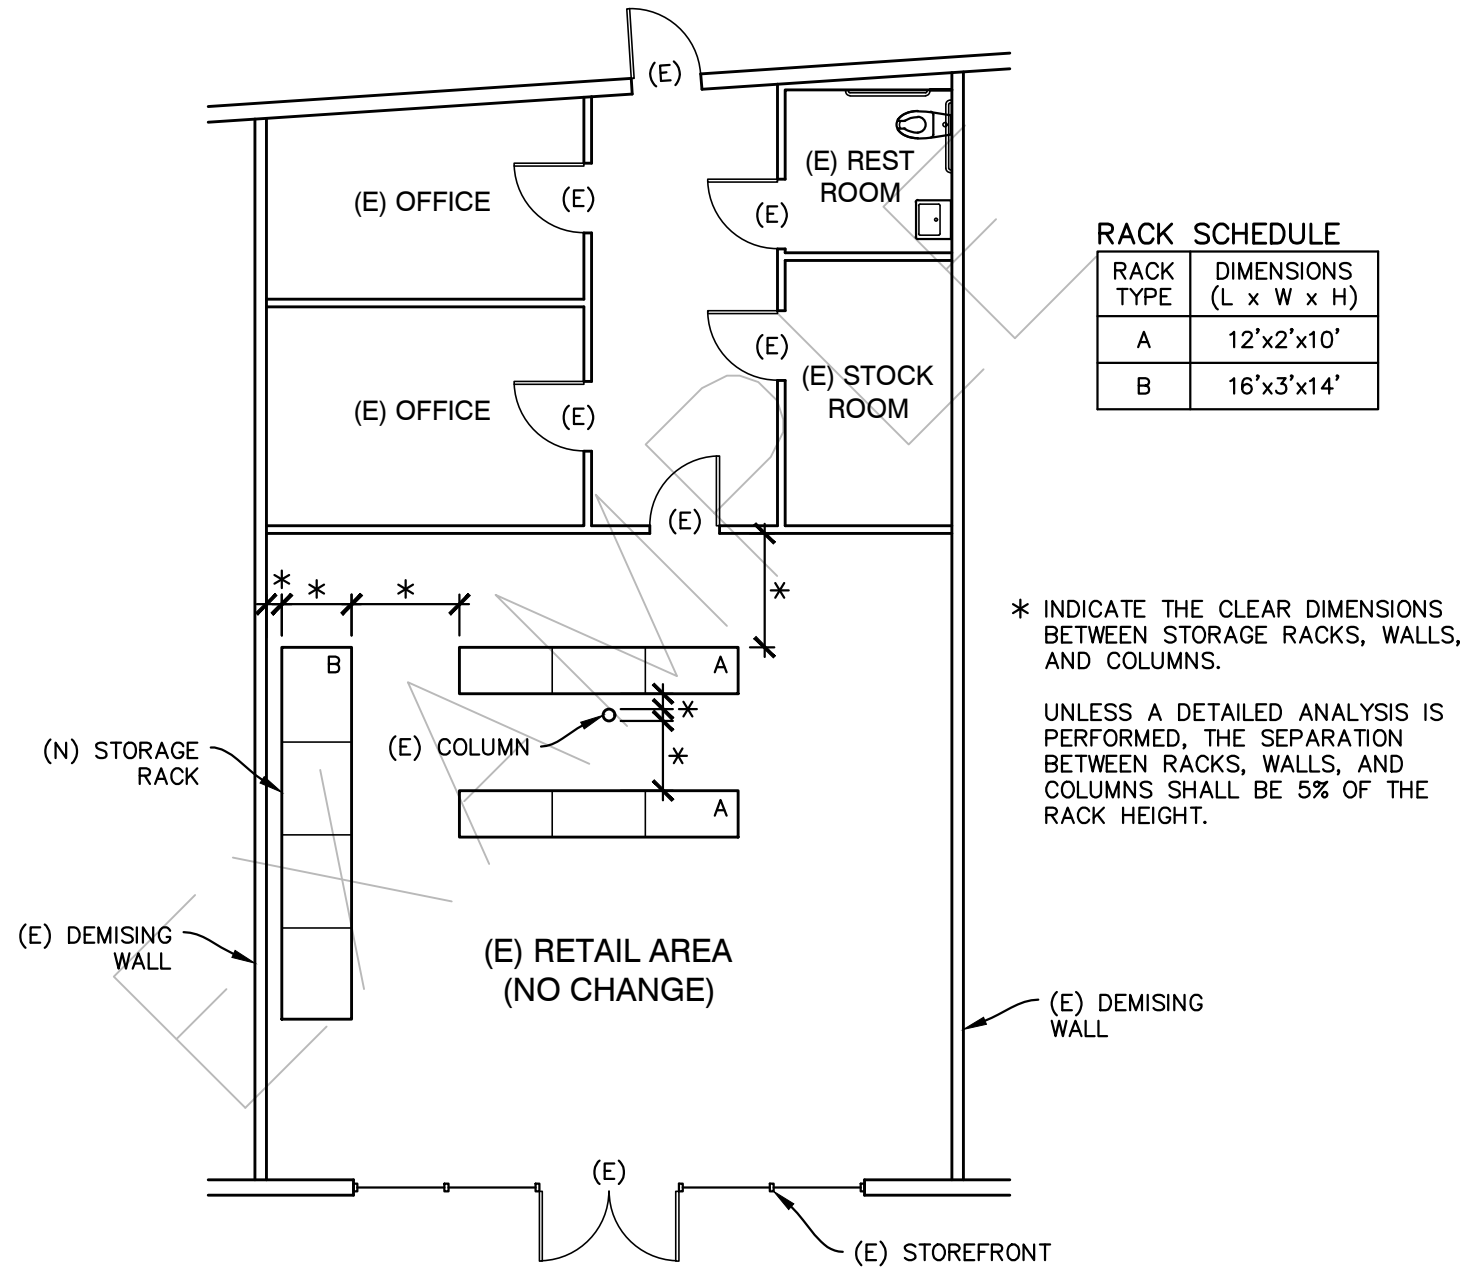 (E)
(E) REST
ROOM
(E) OFFICE
(E)
(E)
RACK SCHEDULE
RACK
TYPE
DIMENSIONS
(L x W x H)
A
12'x2'x10'
B
16'x3'x14'
(E)
(E) STOCK
ROOM
(E) OFFICE
(E)
(E)
*
*
*
*
* INDICATE THE CLEAR DIMENSIONS
BETWEEN STORAGE RACKS, WALLS,
AND COLUMNS.
UNLESS A DETAILED ANALYSIS IS
PERFORMED, THE SEPARATION
BETWEEN RACKS, WALLS, AND
COLUMNS SHALL BE 5% OF THE
RACK HEIGHT.
B
A
*
(E) COLUMN
*
(N) STORAGE
RACK
A
(E) DEMISING
WALL
(E) RETAIL AREA
(NO CHANGE)
(E) DEMISING
WALL
(E)
(E) STOREFRONT
EXAMPLE